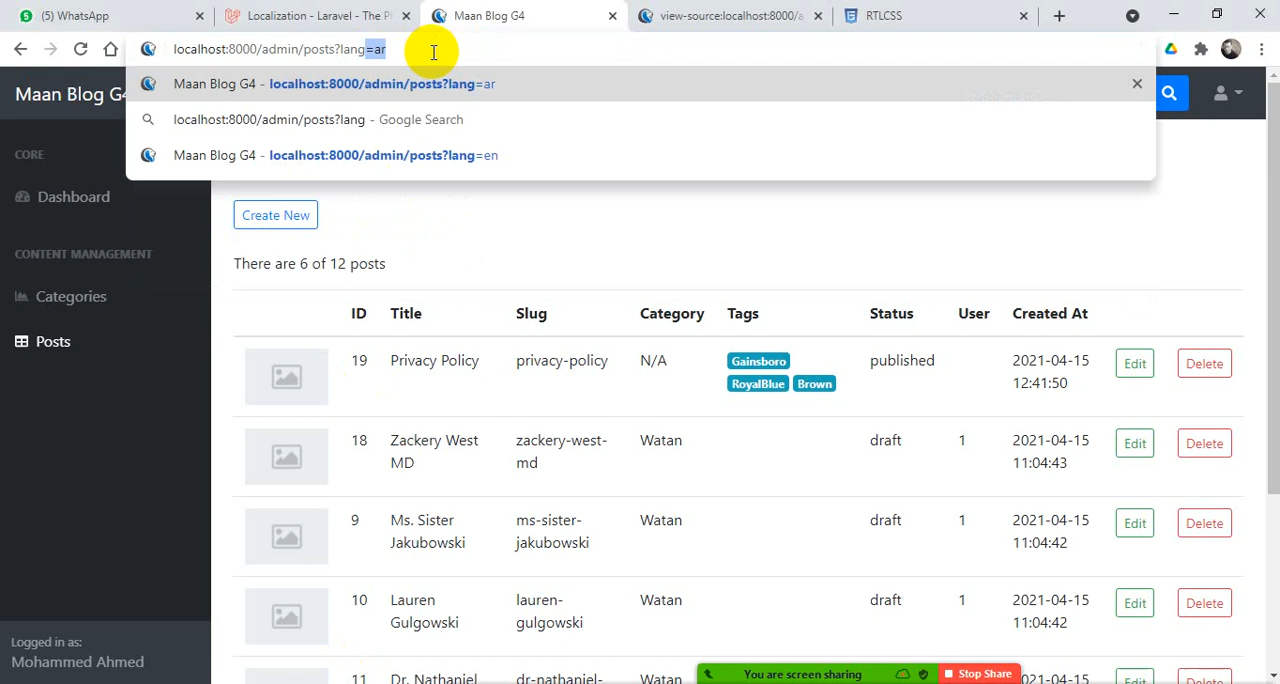 (5) WhatsApp
Localization - Laravel - The P
Maan Blog G4
view-source:localhost:8000/a
RTLCSS
localhost:8000/admin/posts?lang=ar
Maan Blog G4 - localhost:8000/admin/posts?lang=ar
localhost:8000/admin/posts?lang - Google Search
Maan Blog G4 - localhost:8000/admin/posts?lang=en
Maan Blog G4
CORE
Dashboard
CONTENT MANAGEMENT
Categories
Posts
Logged in as:
Mohammed Ahmed
Create New
There are 6 of 12 posts
ID Title Slug Category Tags Status User Created At
19 Privacy Policy privacy-policy N/A Gainsboro published 2021-04-15 Edit Delete
RoyalBlue Brown 12:41:50
18 Zackery West zackery-west- Watan draft 1 2021-04-15 Edit Delete
MD md 11:04:43
9 Ms. Sister ms-sister- Watan draft 1 2021-04-15 Edit Delete
Jakubowski jakubowski 11:04:42
10 Lauren lauren- Watan draft 1 2021-04-15 Edit Delete
Gulgowski gulgowski 11:04:42
11 Dr. Nathaniel dr-nathaniel- Watan draft 1 2021-04-15 Edit Delete
You are screen sharing Stop Share